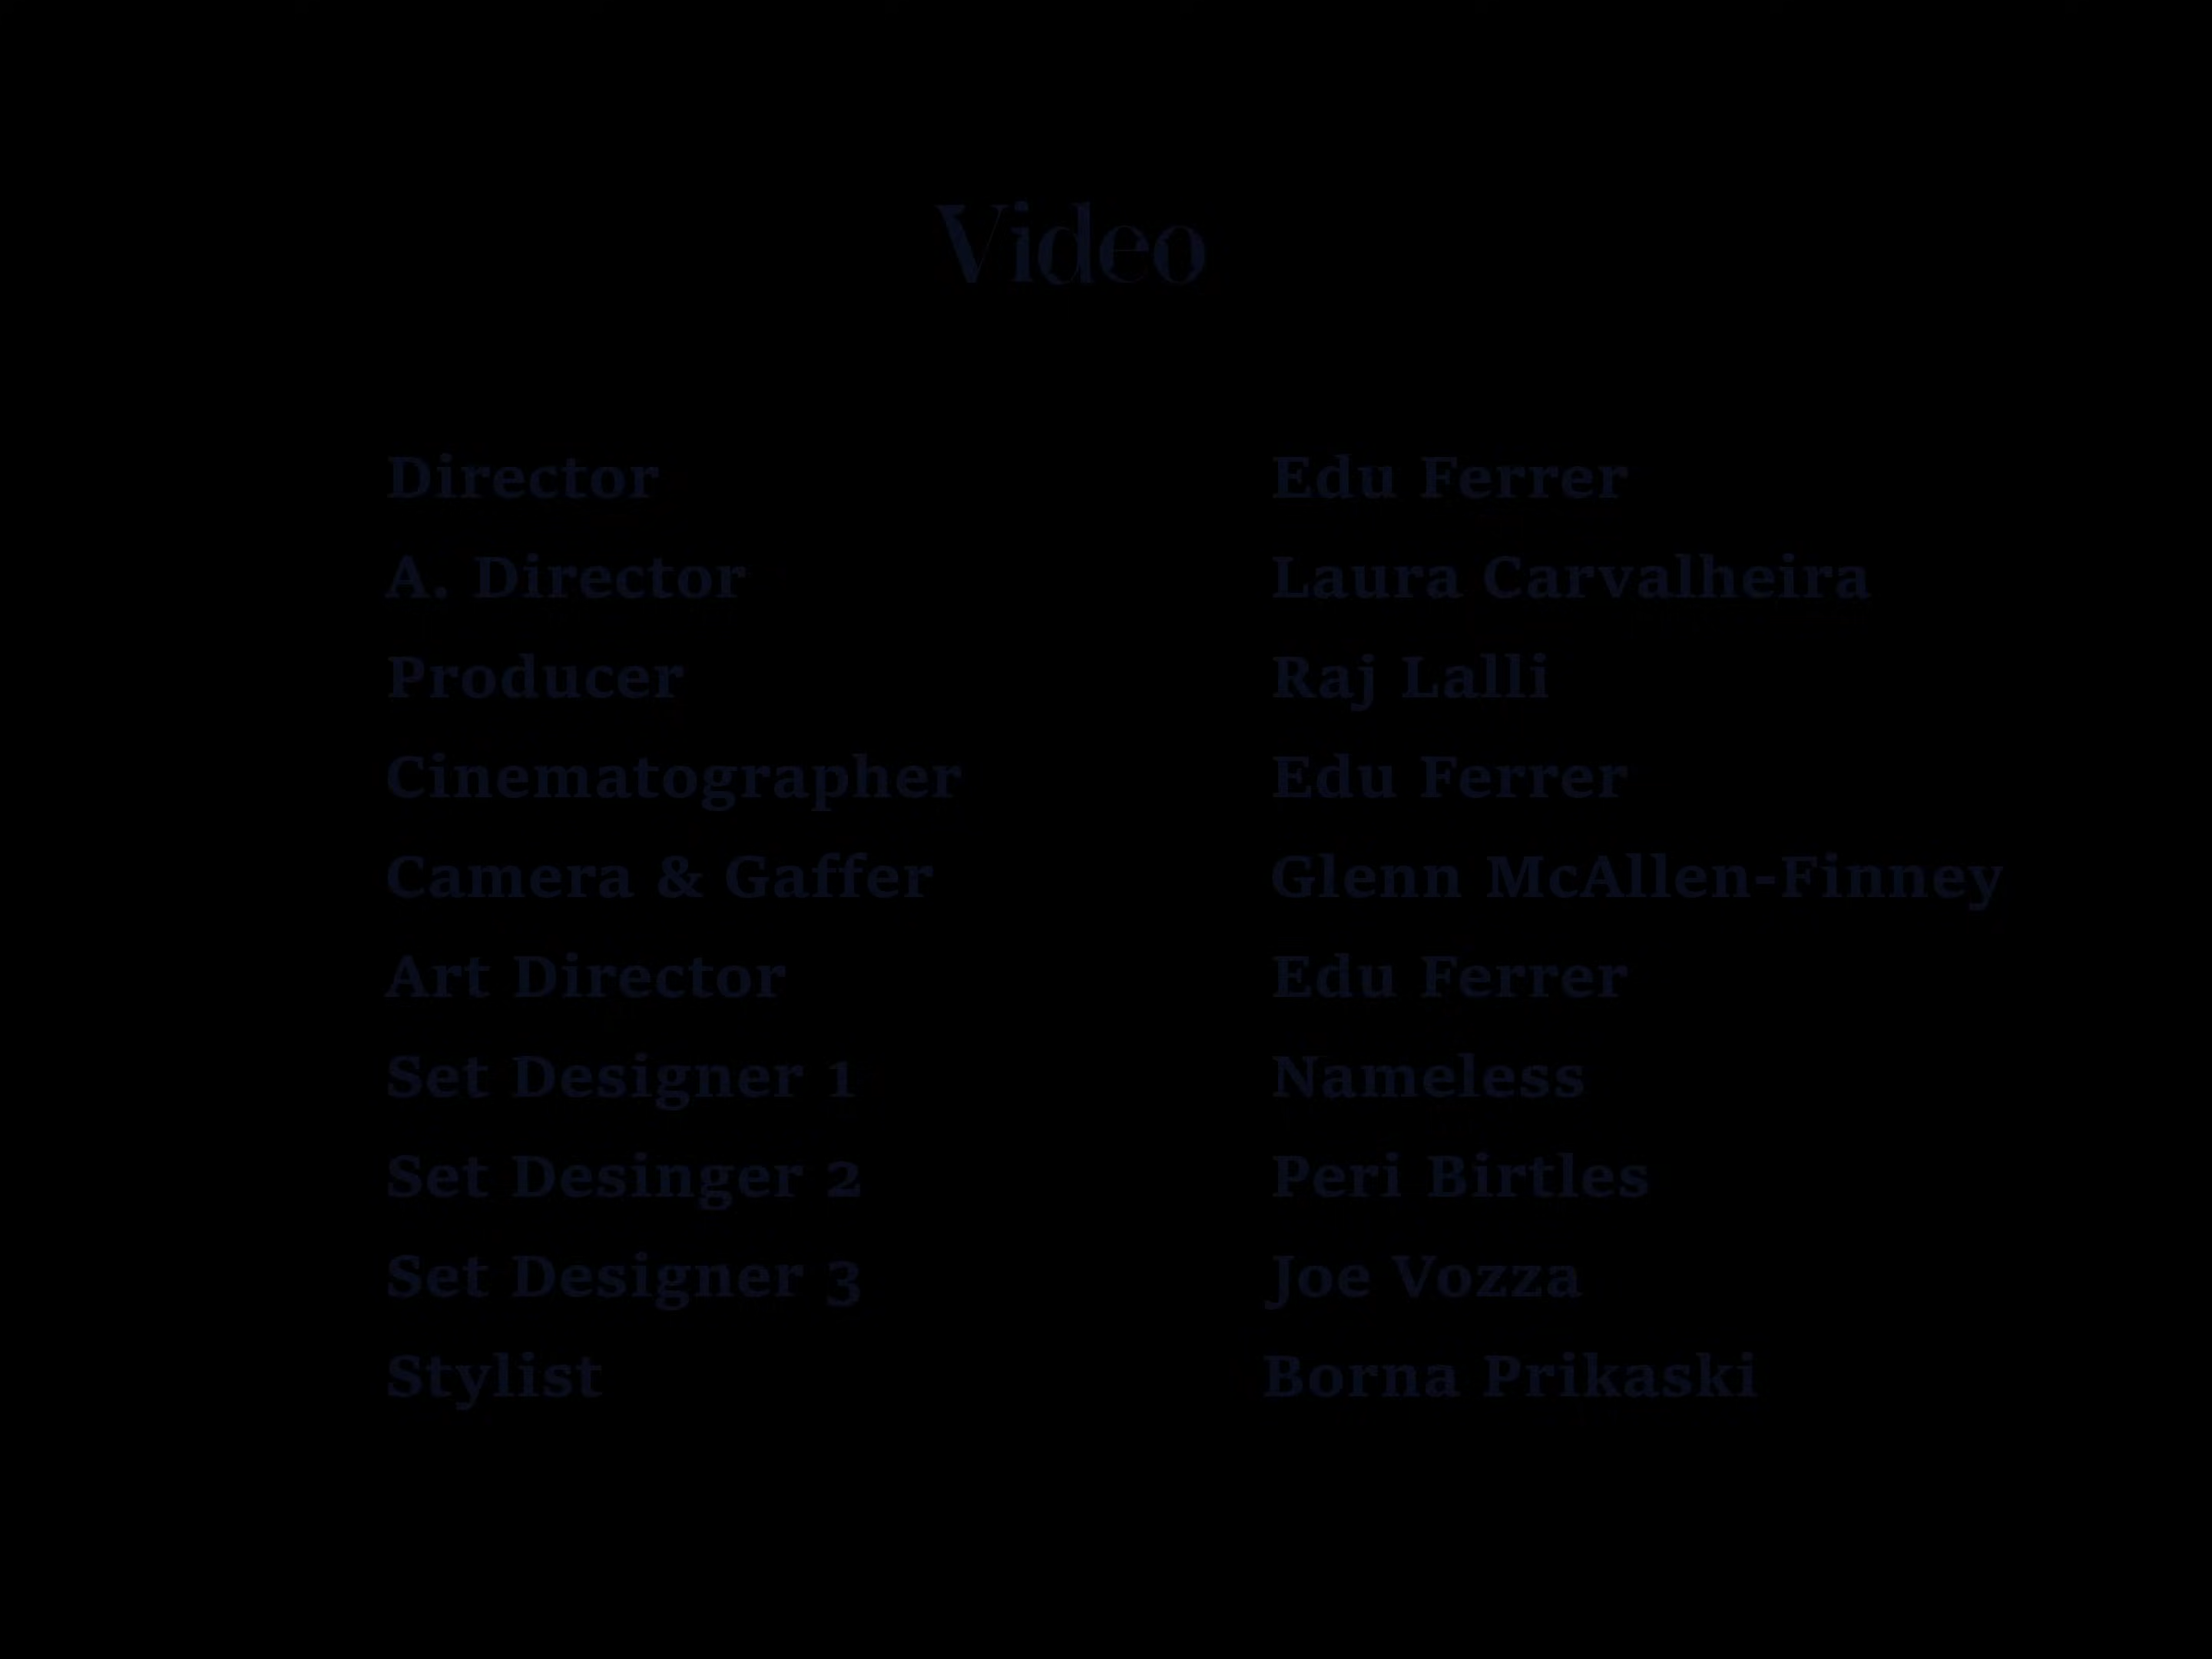 Video
Director Edu Ferrer
A. Director Laura Carvalheira
Producer Raj Lalli
Cinematographer Edu Ferrer
Camera & Gaffer Glenn McAllen-Finney
Art Director Edu Ferrer
Set Designer 1 Nameless
Set Desinger 2 Peri Birtles
Set Designer 3 Joe Vozza
Stylist Borna Prikaski